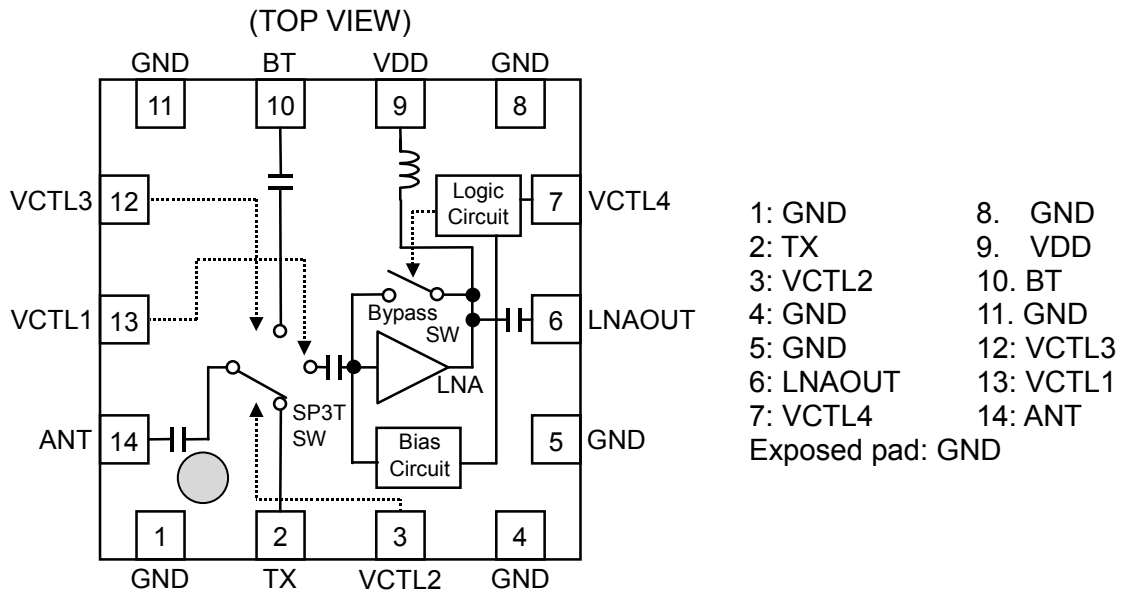 (TOP VIEW)
GND BT VDD GND
11 10 9 8
VCTL3 12
Logic
Circuit
7 VCTL4
VCTL1 13
Bypass
SW
6 LNAOUT
LNA
SP3T
SW
ANT 14
Bias
Circuit
5 GND
1 2 3 4
GND TX VCTL2 GND
1: GND 8. GND
2: TX 9. VDD
3: VCTL2 10. BT
4: GND 11. GND
5: GND 12: VCTL3
6: LNAOUT 13: VCTL1
7: VCTL4 14: ANT
Exposed pad: GND